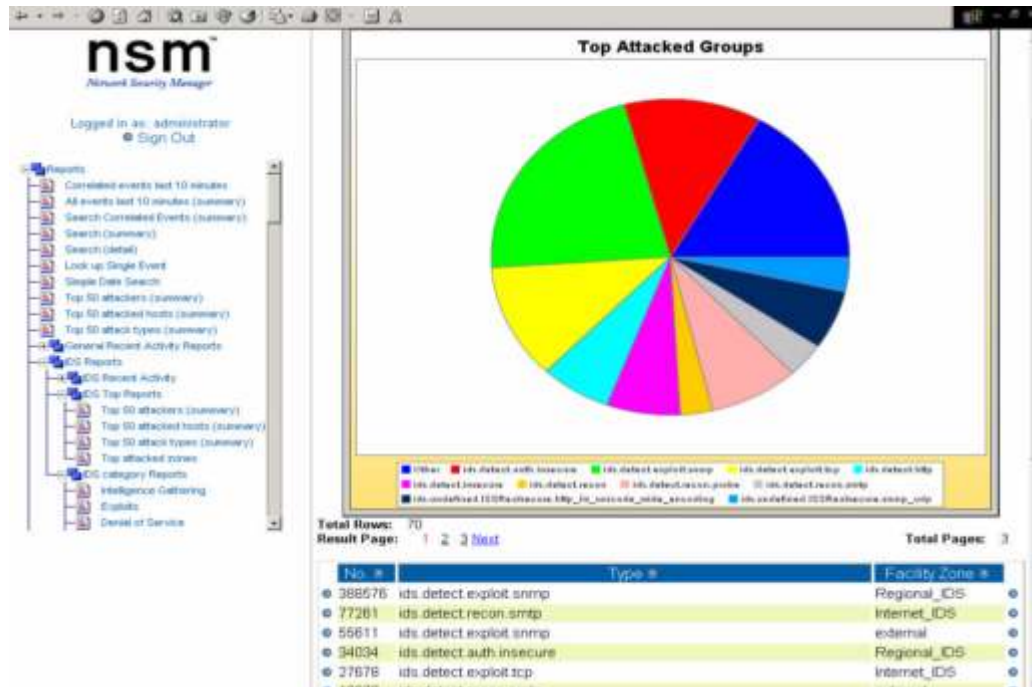 nsm™
Network Security Manager
Logged in as: administrator
Sign Out
Reports
Correlated events last 10 minutes
All events last 10 minutes (summary)
Search Correlated Events (summary)
Search (summary)
Search (detail)
Look up Single Event
Simple Date Search
Top 50 attackers (summary)
Top 50 attacked hosts (summary)
Top 50 attack types (summary)
General Recent Activity Reports
IDS Reports
IDS Recent Activity
IDS Top Reports
Top 50 attackers (summary)
Top 50 attacked hosts (summary)
Top 50 attack types (summary)
Top attacked zones
IDS category Reports
Intelligence Gathering
Exploits
Denial of Service
Top Attacked Groups
Other ids.detect.auth.insecure ids.detect.exploit.snmp ids.detect.exploit.tcp ids.detect.http
ids.detect.insecure ids.detect.recon ids.detect.recon.probe ids.detect.recon.smtp
Total Rows: 70
Result Page: 1 2 3 Next
Total Pages: 3
No. Type Facility Zone
388576 ids.detect.exploit.snmp Regional_IDS
77261 ids.detect.recon.smtp Internet_IDS
55611 ids.detect.exploit.snmp external
34034 ids.detect.auth.insecure Regional_IDS
27678 ids.detect.exploit.tcp Internet_IDS